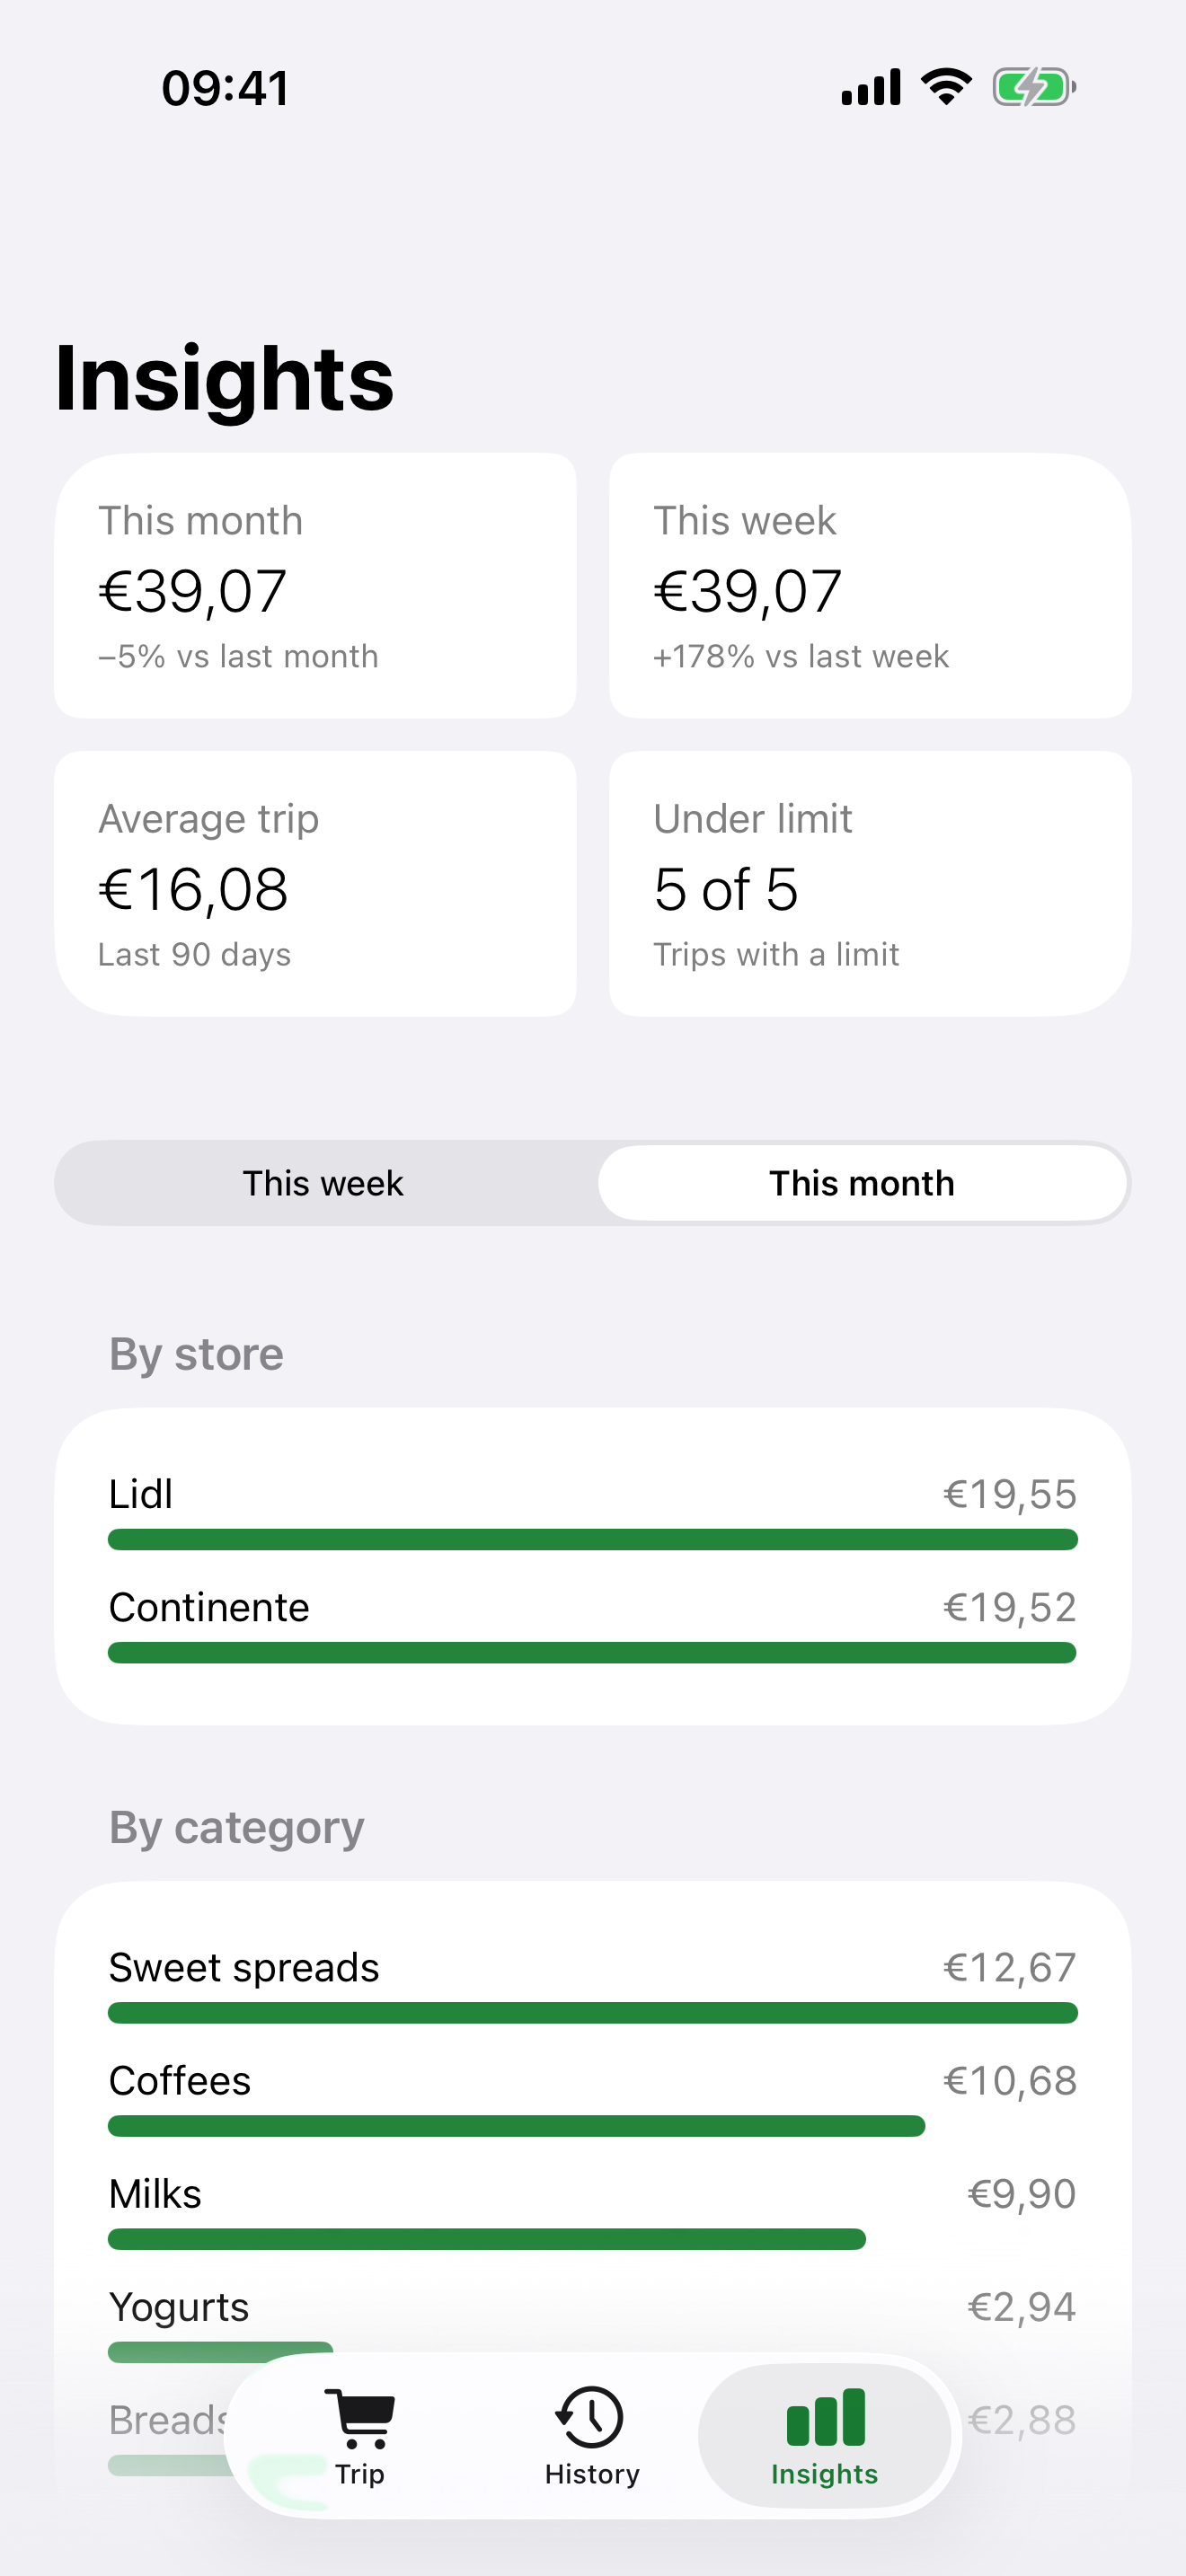 09:41
Insights
This month
€39,07
–5% vs last month
This week
€39,07
+178% vs last week
Average trip
€16,08
Last 90 days
Under limit
5 of 5
Trips with a limit
This week
This month
By store
Lidl €19,55
Continente €19,52
By category
Sweet spreads €12,67
Coffees €10,68
Milks €9,90
Yogurts €2,94
Breads €2,88
Trip
History
Insights